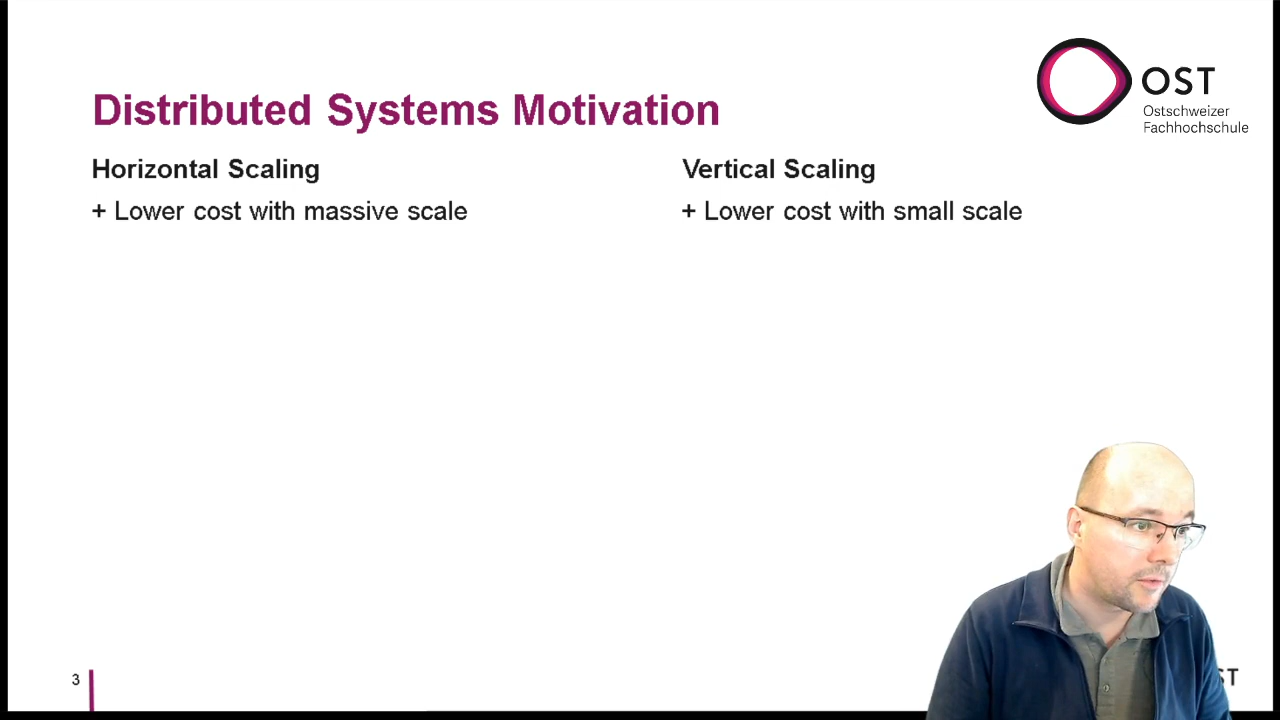 OST
Ostschweizer
Fachhochschule
Distributed Systems Motivation
Horizontal Scaling
+ Lower cost with massive scale
Vertical Scaling
+ Lower cost with small scale
3
ST